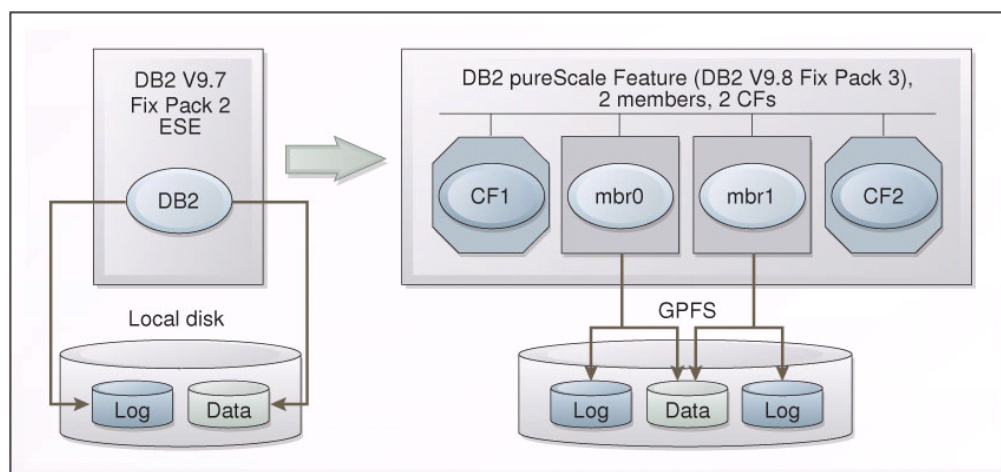 DB2 V9.7
Fix Pack 2
ESE
DB2
Local disk
Log
Data
DB2 pureScale Feature (DB2 V9.8 Fix Pack 3),
2 members, 2 CFs
CF1
mbr0
mbr1
CF2
GPFS
Log
Data
Log